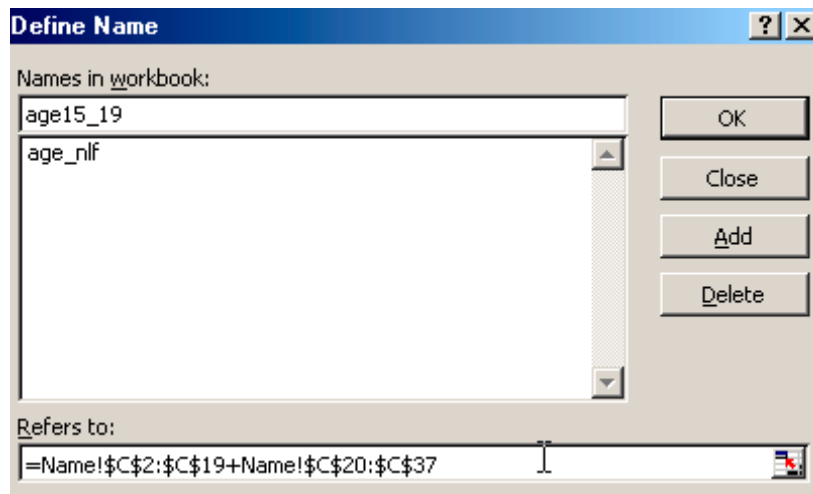 Define Name
Names in workbook:
age15_19
OK
age_nlf
Close
Add
Delete
Refers to:
=Name!$C$2:$C$19+Name!$C$20:$C$37